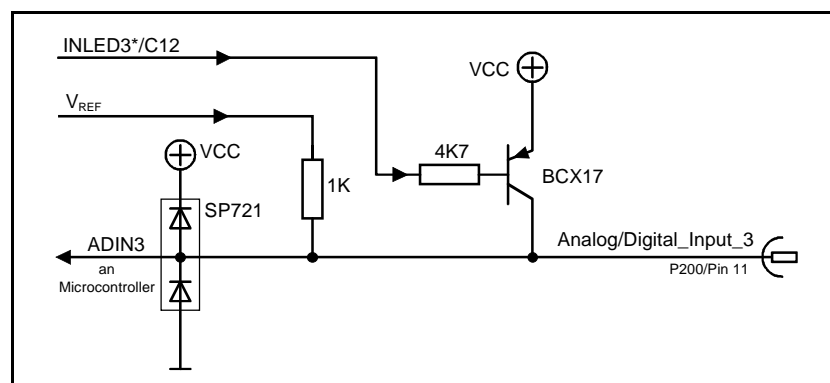 INLED3*/C12
VCC
VREF
VCC
4K7
BCX17
1K
SP721
ADIN3
an
Microcontroller
Analog/Digital_Input_3
P200/Pin 11